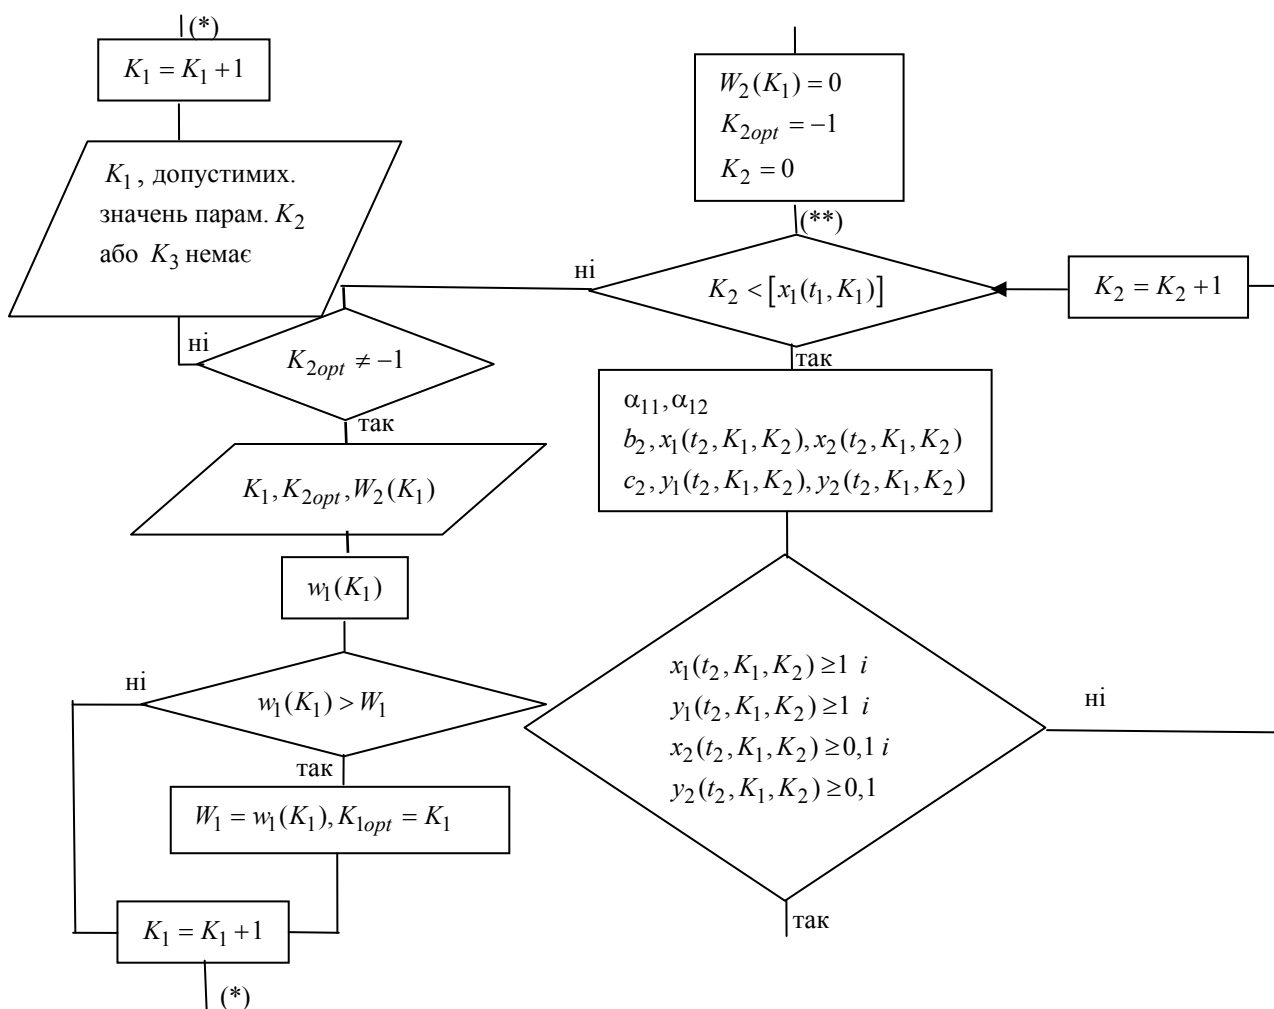 (*)
K₁ = K₁ + 1
K₁ , допустимих.
значень парам. K₂
або K₃ немає
ні
K₂ₒₚₜ ≠ −1
так
K₁, K₂ₒₚₜ, W₂(K₁)
w₁(K₁)
ні
w₁(K₁) > W₁
так
W₁ = w₁(K₁), K₁ₒₚₜ = K₁
K₁ = K₁ + 1
(*)
W₂(K₁) = 0
K₂ₒₚₜ = −1
K₂ = 0
(**)
ні
K₂ < [x₁(t₁, K₁)]
K₂ = K₂ + 1
так
α₁₁, α₁₂
b₂, x₁(t₂, K₁, K₂), x₂(t₂, K₁, K₂)
c₂, y₁(t₂, K₁, K₂), y₂(t₂, K₁, K₂)
x₁(t₂, K₁, K₂) ≥ 1 i
y₁(t₂, K₁, K₂) ≥ 1 i
x₂(t₂, K₁, K₂) ≥ 0,1 i
y₂(t₂, K₁, K₂) ≥ 0,1
ні
так